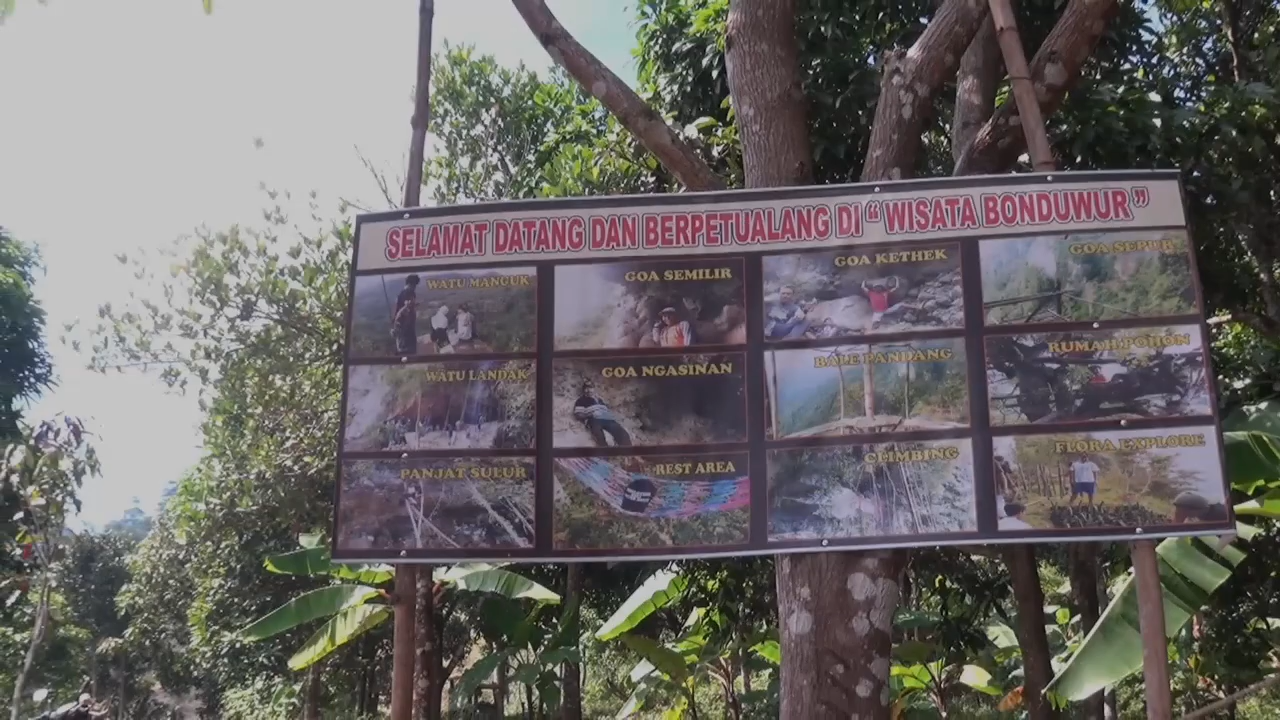 SELAMAT DATANG DAN BERPETUALANG DI “ WISATA BONDUWUR ”
WATU MANGUK
GOA SEMILIR
GOA KETHEK
GOA SEPUR
WATU LANDAK
GOA NGASINAN
BALE PANDANG
RUMAH POHON
PANJAT SULUR
REST AREA
CLIMBING
FLORA EXPLORE